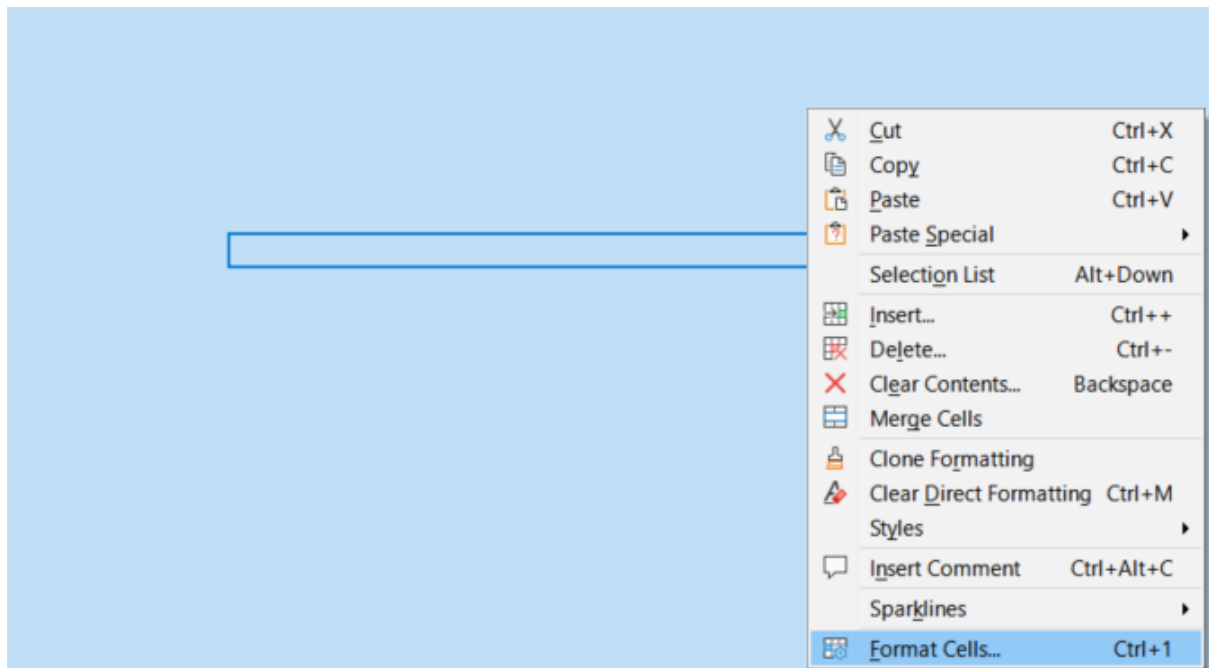 Cut Ctrl+X
Copy Ctrl+C
Paste Ctrl+V
Paste Special
Selection List Alt+Down
Insert... Ctrl++
Delete... Ctrl+-
Clear Contents... Backspace
Merge Cells
Clone Formatting
Clear Direct Formatting Ctrl+M
Styles
Insert Comment Ctrl+Alt+C
Sparklines
Format Cells... Ctrl+1